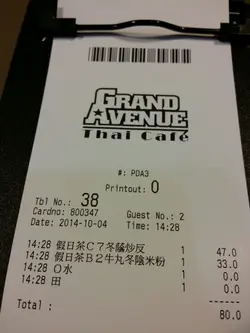 GRAND
AVENUE
Thai Café
#: PDA3
Printout: 0
Tbl No.: 38
Cardno: 800347 Guest No.: 2
Date: 2014-10-04 Time: 14:28
14:28 假日茶C7冬蔭炒反 1 47.0
14:28 假日茶B2牛丸冬陰米粉 1 33.0
14:28 O水 1 0.0
14:28 田 1 0.0
Total : 80.0